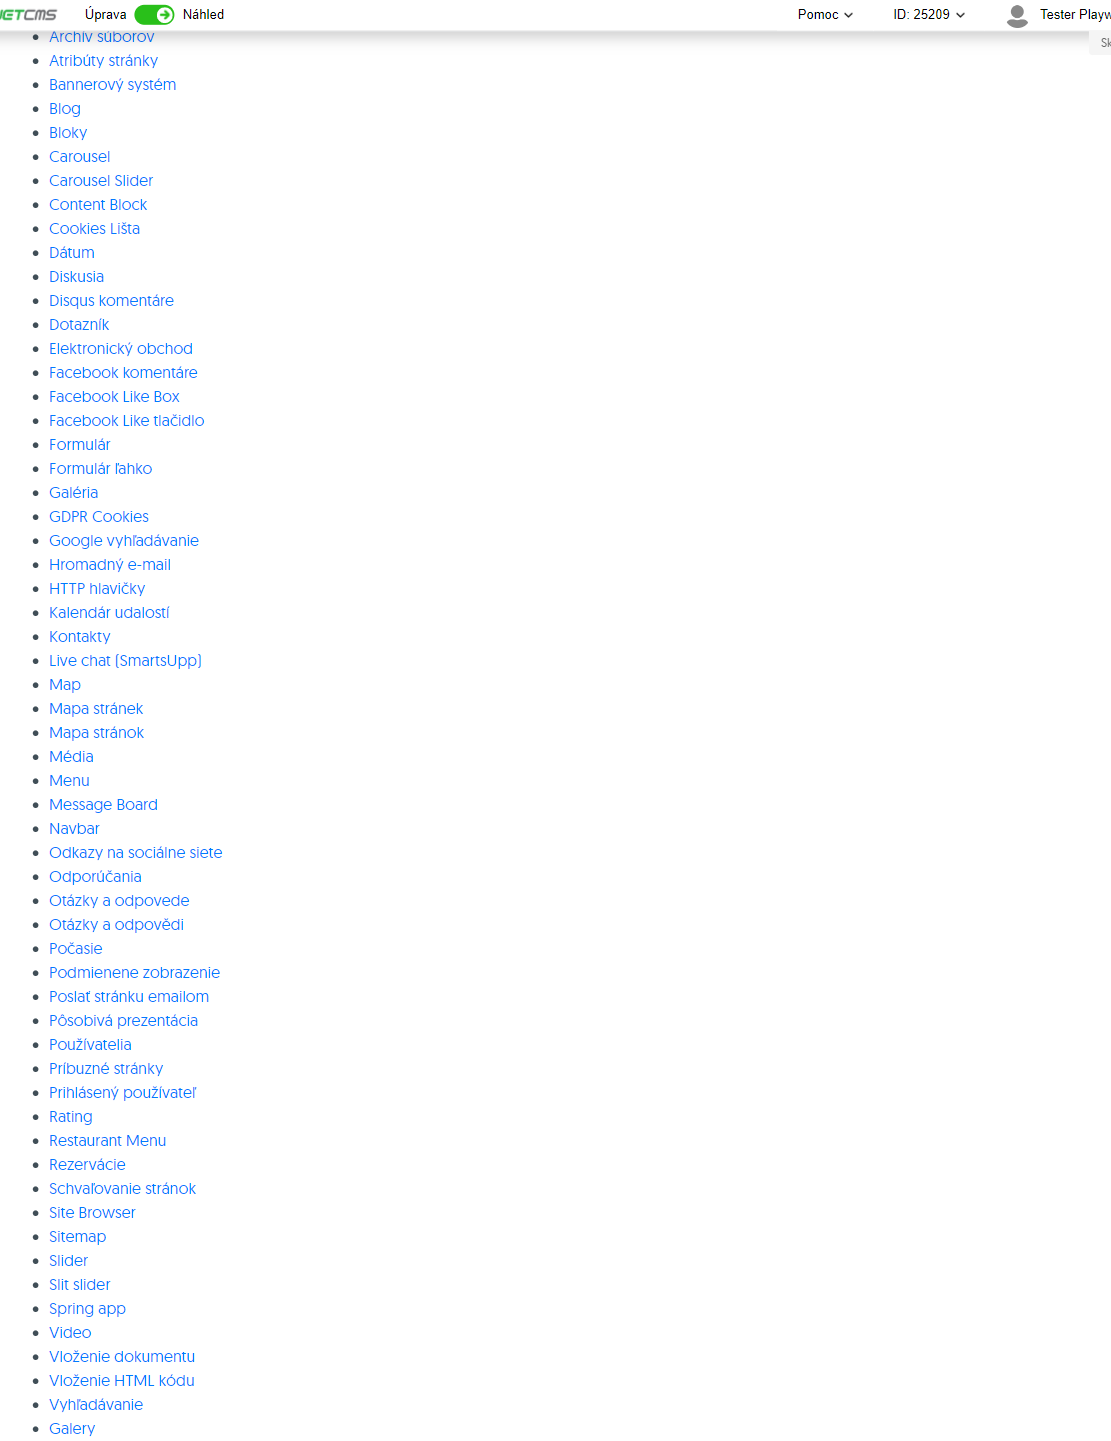 JETCMS Úprava Náhled Pomoc ID: 25209 Tester
Archív súborov
Atribúty stránky
Bannerový systém
Blog
Bloky
Carousel
Carousel Slider
Content Block
Cookies Lišta
Dátum
Diskusia
Disqus komentáre
Dotazník
Elektronický obchod
Facebook komentáre
Facebook Like Box
Facebook Like tlačidlo
Formulár
Formulár ľahko
Galéria
GDPR Cookies
Google vyhľadávanie
Hromadný e-mail
HTTP hlavičky
Kalendár udalostí
Kontakty
Live chat (SmartsUpp)
Map
Mapa stránek
Mapa stránok
Média
Menu
Message Board
Navbar
Odkazy na sociálne siete
Odporúčania
Otázky a odpovede
Otázky a odpovědi
Počasie
Podmienene zobrazenie
Poslať stránku emailom
Pôsobivá prezentácia
Používatelia
Príbuzné stránky
Prihlásený používateľ
Rating
Restaurant Menu
Rezervácie
Schvaľovanie stránok
Site Browser
Sitemap
Slider
Slit slider
Spring app
Video
Vloženie dokumentu
Vloženie HTML kódu
Vyhľadávanie
Galery